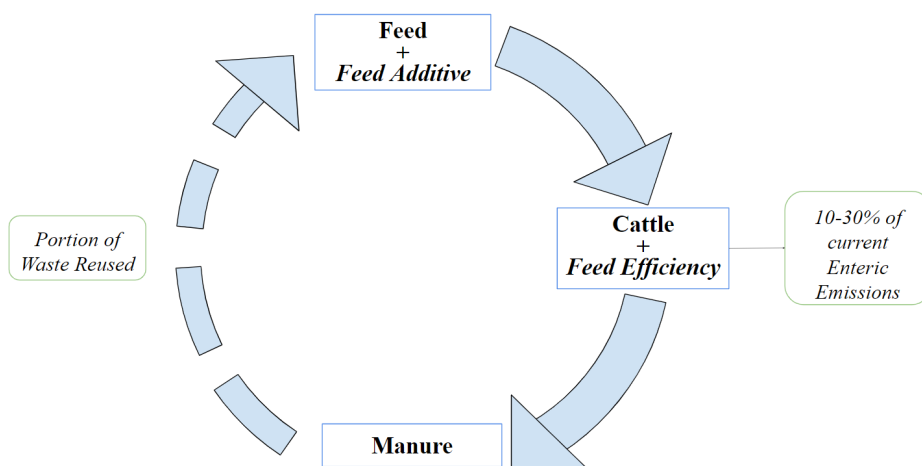 Feed
+
Feed Additive
Cattle
+
Feed Efficiency
10-30% of
current
Enteric
Emissions
Manure
Portion of
Waste Reused